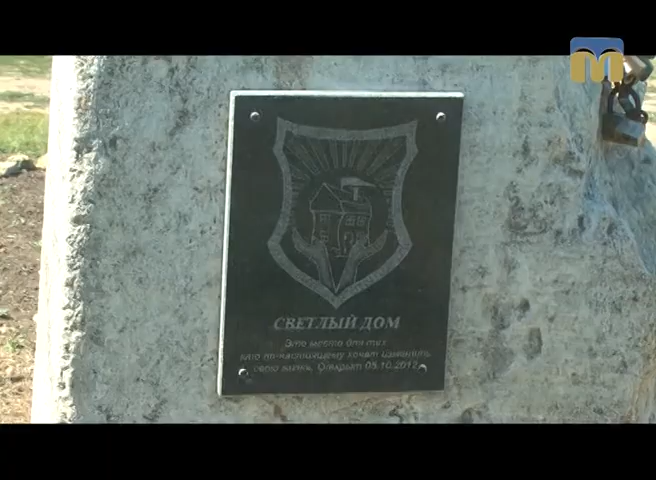 СВЕТЛЫЙ ДОМ
Это место для тех
кто по-настоящему хочет изменить
свою жизнь. Открыт 05.10.2012